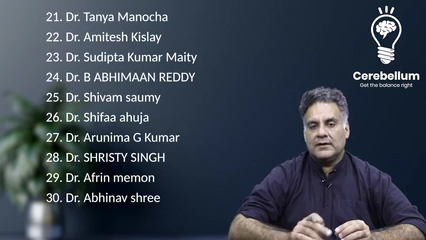 21. Dr. Tanya Manocha
22. Dr. Amitesh Kislay
23. Dr. Sudipta Kumar Maity
24. Dr. B ABHIMAAN REDDY
25. Dr. Shivam saumy
26. Dr. Shifaa ahuja
27. Dr. Arunima G Kumar
28. Dr. SHRISTY SINGH
29. Dr. Afrin memon
30. Dr. Abhinav shree
Cerebellum
Get the balance right